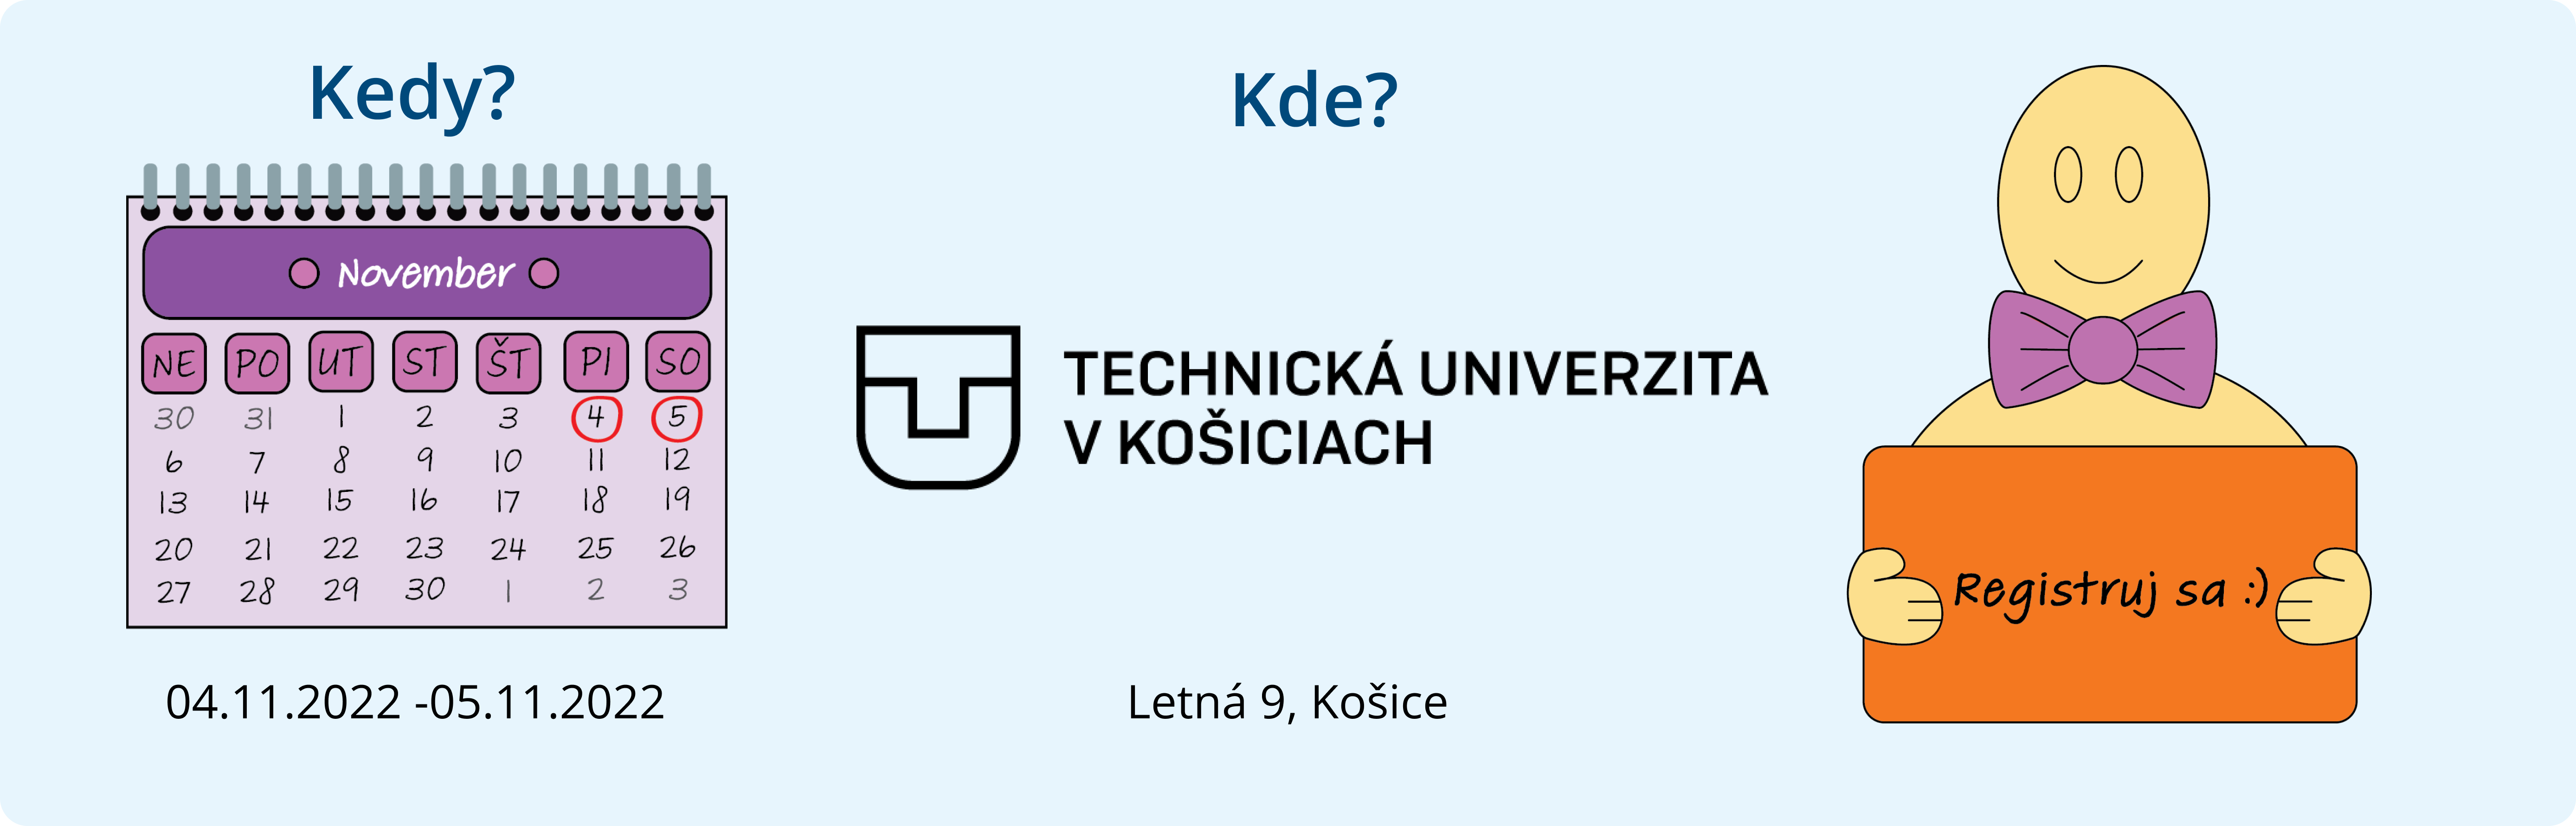 Kedy?
November
NE PO UT ST ŠT PI SO
30 31 1 2 3 4 5
6 7 8 9 10 11 12
13 14 15 16 17 18 19
20 21 22 23 24 25 26
27 28 29 30 1 2 3
04.11.2022 -05.11.2022
Kde?
TECHNICKÁ UNIVERZITA
V KOŠICIACH
Letná 9, Košice
Registruj sa :)